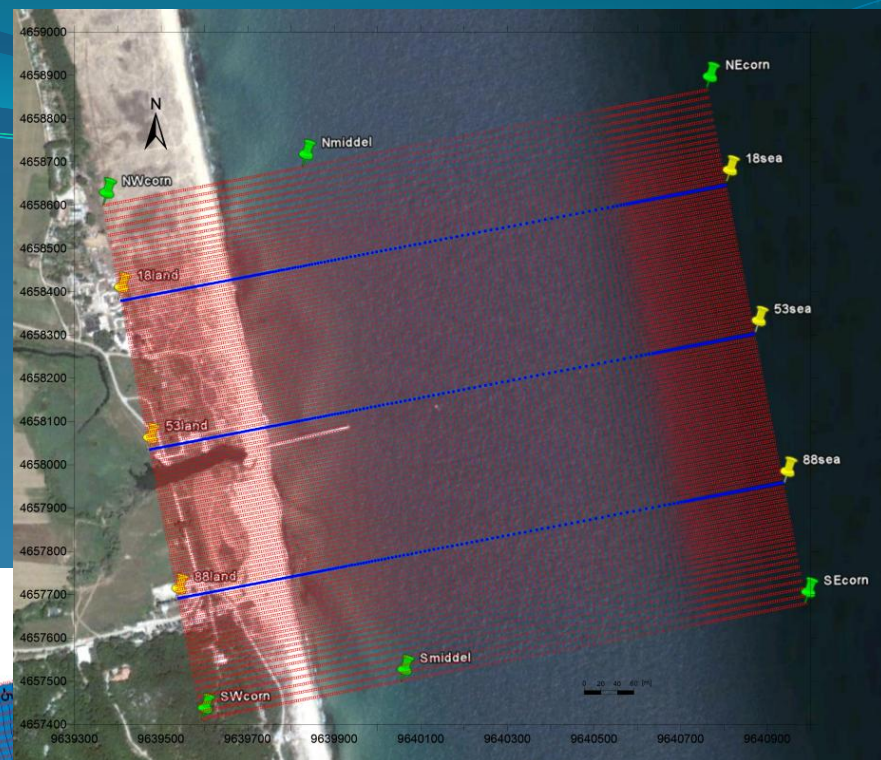 4659000
4658900
NEcorn
4658800
N
Nmiddel
4658700
18sea
NWcorn
4658600
4658500
18land
4658400
4658300
53sea
4658200
4658100
53land
4658000
88sea
4657900
4657800
4657700
88land
SEcorn
4657600
Smiddel
4657500
SWcorn
0 20 40 60 [m]
4657400
9639300 9639500 9639700 9639900 9640100 9640300 9640500 9640700 9640900
-5